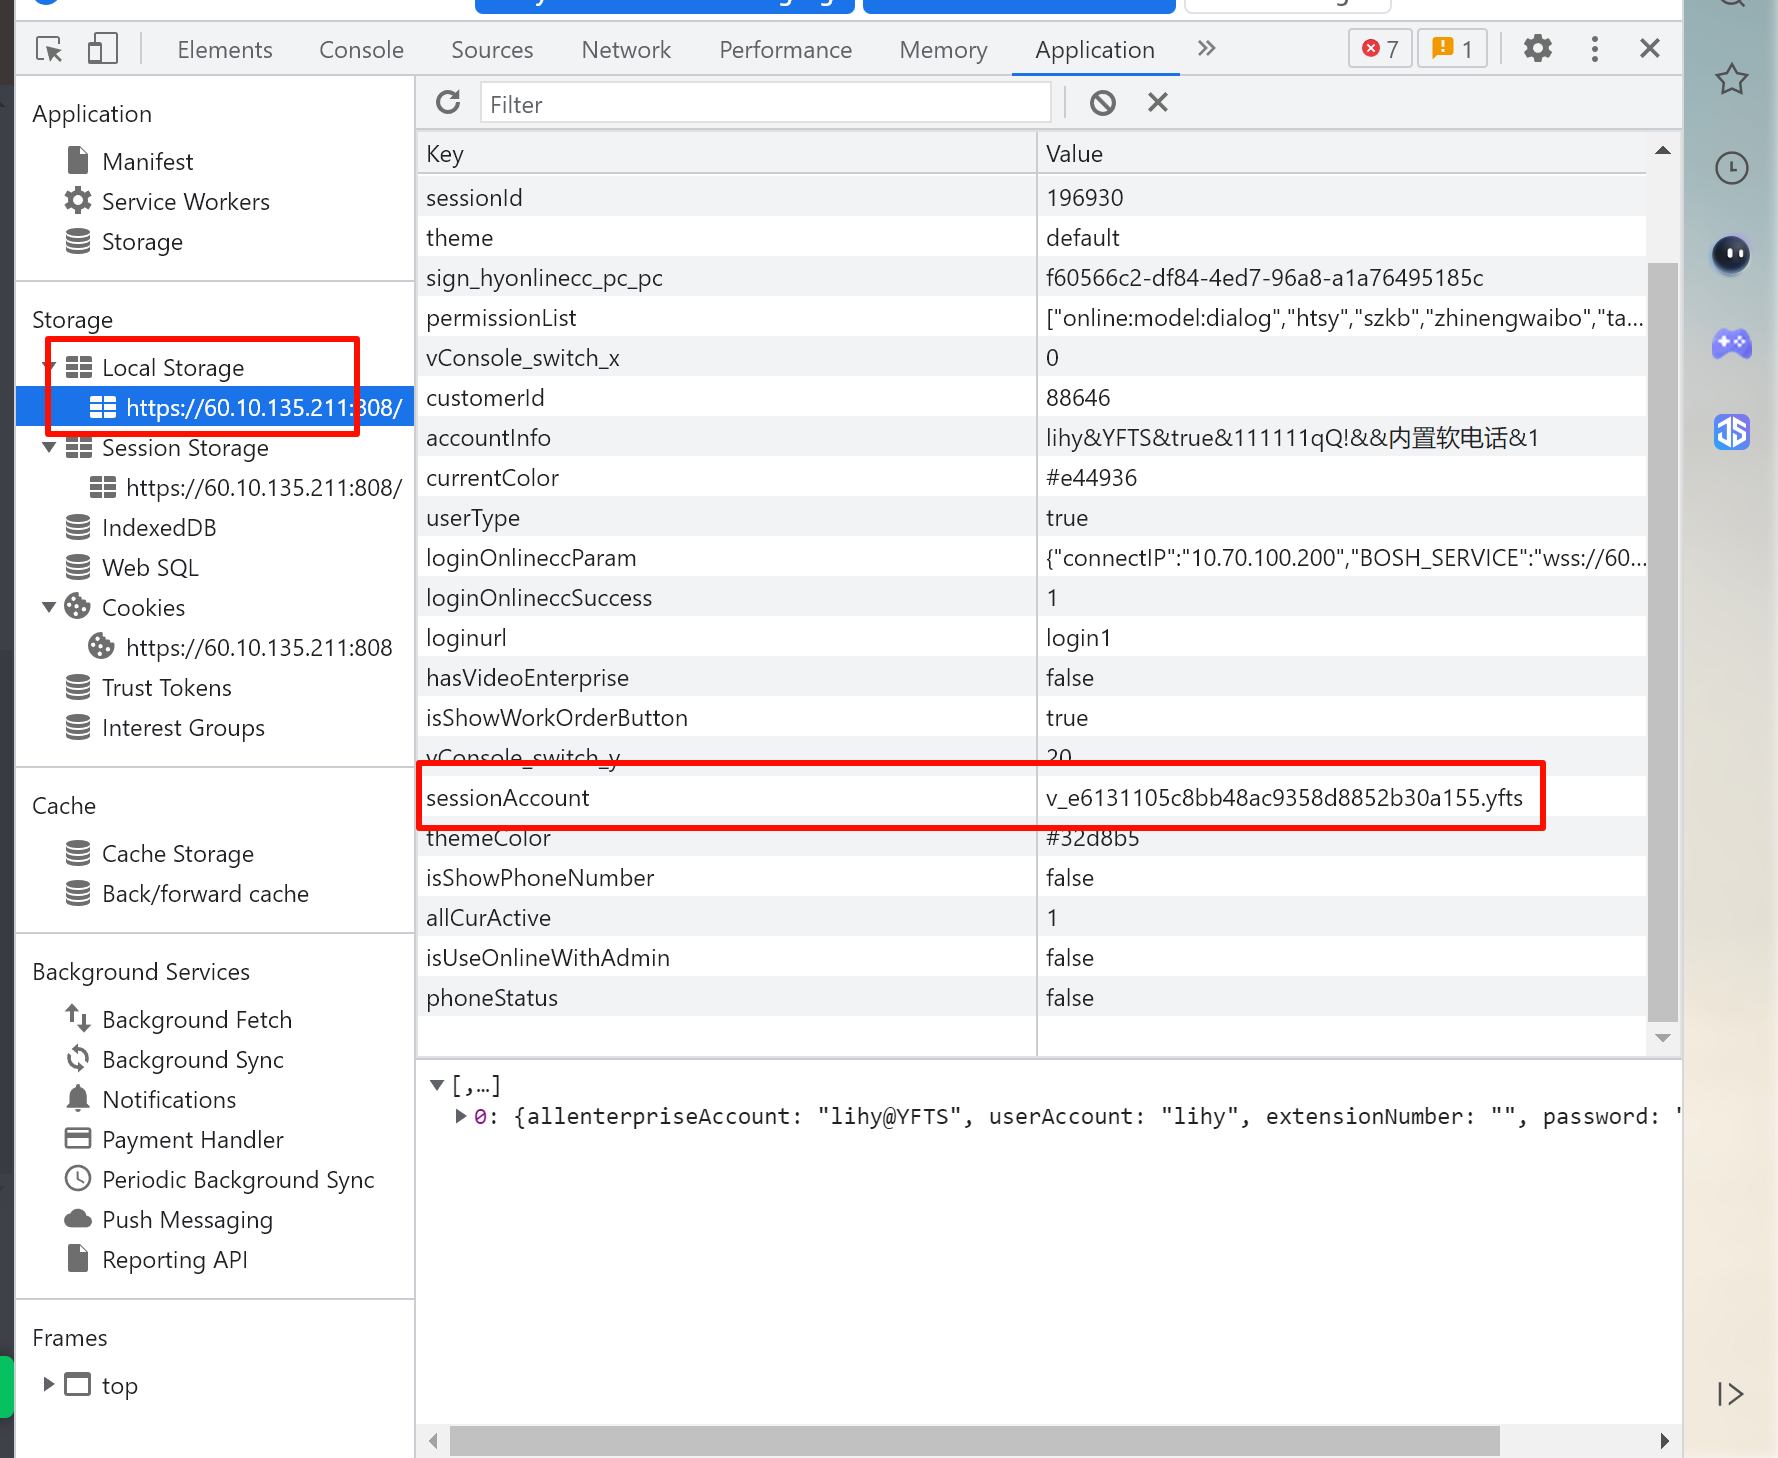 Elements Console Sources Network Performance Memory Application 7 1
Application
Manifest
Service Workers
Storage
Storage
Local Storage
https://60.10.135.211:808/
Session Storage
https://60.10.135.211:808/
IndexedDB
Web SQL
Cookies
https://60.10.135.211:808
Trust Tokens
Interest Groups
Cache
Cache Storage
Back/forward cache
Background Services
Background Fetch
Background Sync
Notifications
Payment Handler
Periodic Background Sync
Push Messaging
Reporting API
Frames
top
Filter
Key Value
sessionId 196930
theme default
sign_hyonlinecc_pc_pc f60566c2-df84-4ed7-96a8-a1a76495185c
permissionList ["online:model:dialog","htsy","szkb","zhinengwaibo","ta...
vConsole_switch_x 0
customerId 88646
accountInfo lihy&YFTS&true&111111qQ!&&内置软电话&1
currentColor #e44936
userType true
loginOnlineccParam {"connectIP":"10.70.100.200","BOSH_SERVICE":"wss://60...
loginOnlineccSuccess 1
loginurl login1
hasVideoEnterprise false
isShowWorkOrderButton true
vConsole_switch_y 20
sessionAccount v_e6131105c8bb48ac9358d8852b30a155.yfts
themeColor #32d8b5
isShowPhoneNumber false
allCurActive 1
isUseOnlineWithAdmin false
phoneStatus false
[,…]
0: {allenterpriseAccount: "lihy@YFTS", userAccount: "lihy", extensionNumber: "", password: "
JS